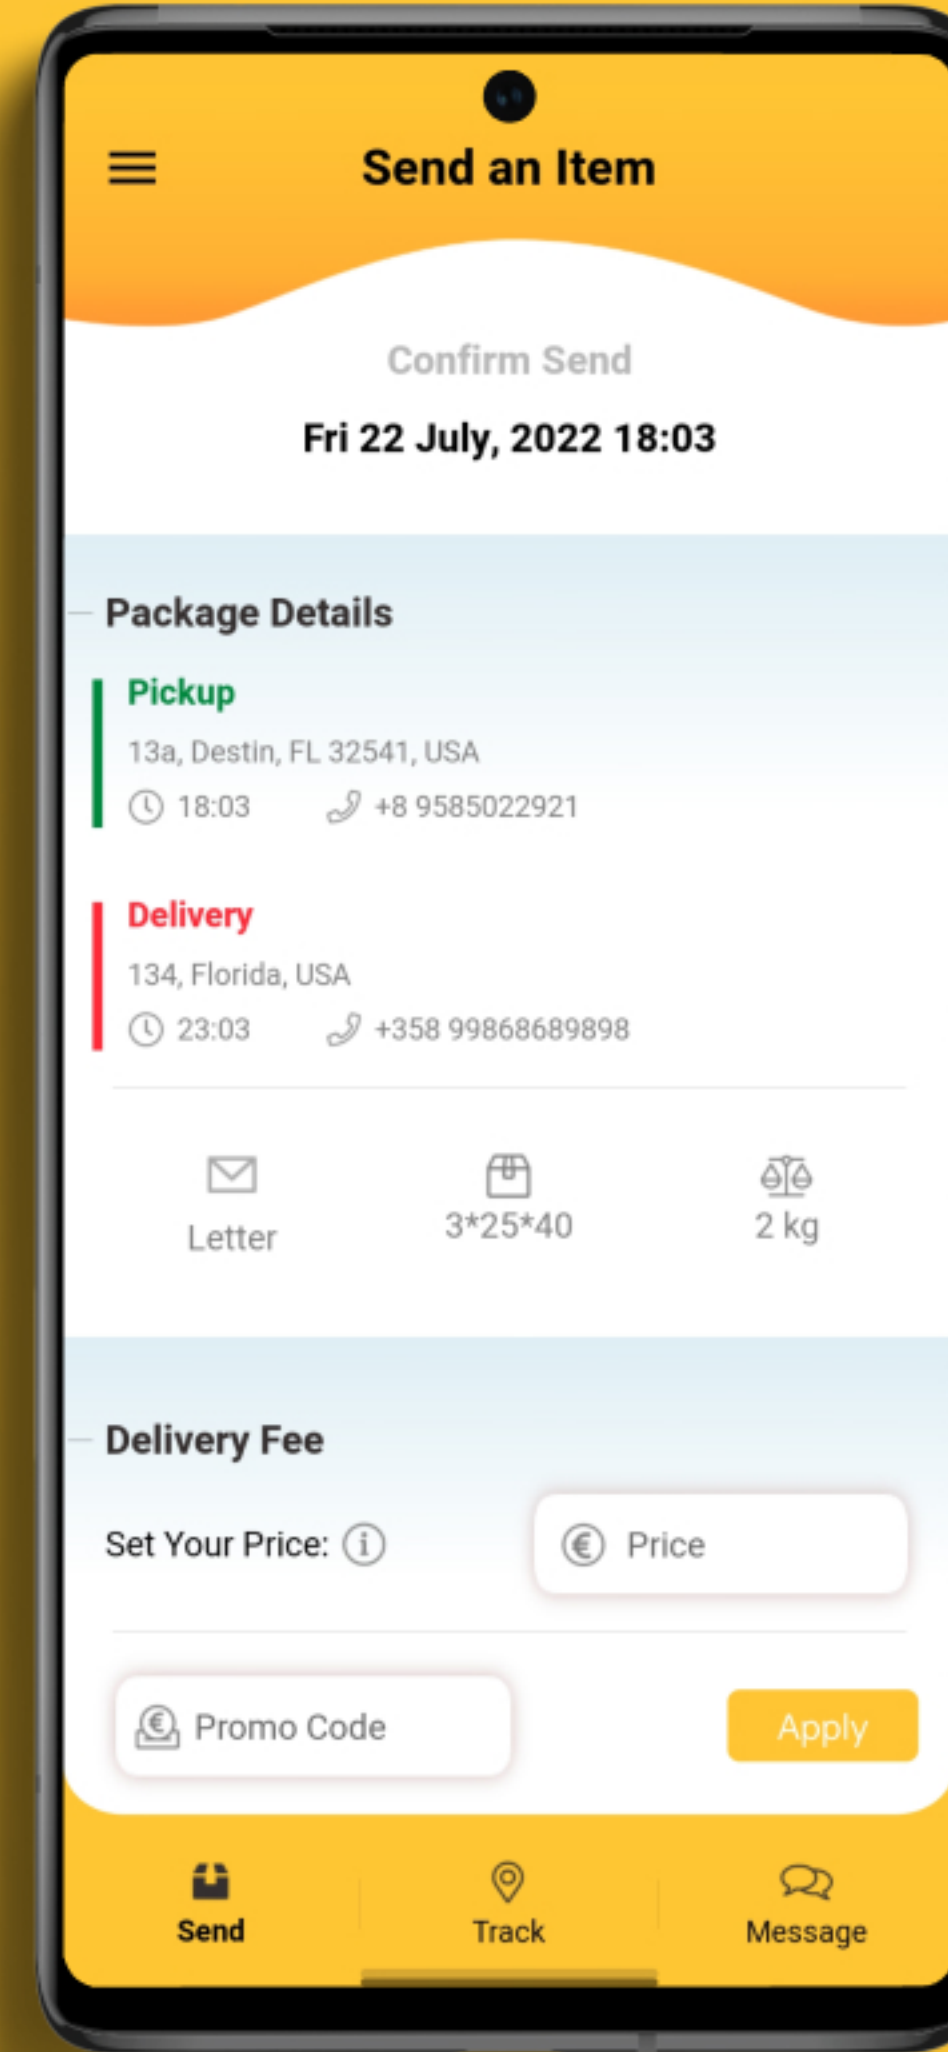 Send an Item
Confirm Send
Fri 22 July, 2022 18:03
Package Details
Pickup
13a, Destin, FL 32541, USA
18:03 +8 9585022921
Delivery
134, Florida, USA
23:03 +358 99868689898
Letter 3*25*40 2 kg
Delivery Fee
Set Your Price: i € Price
€ Promo Code Apply
Send Track Message